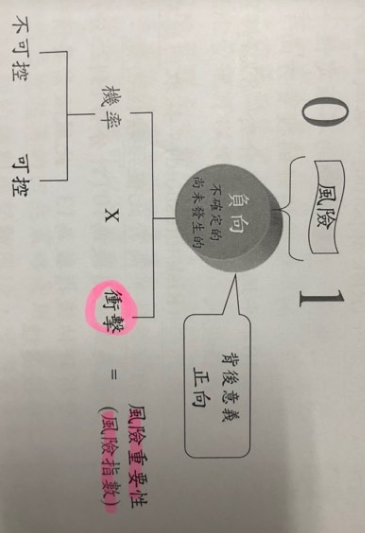 0 1
風險
負向
不確定的
尚未發生的
背後意義
正向
機率 X 衝擊 = 風險重要性
(風險指數)
不可控 可控